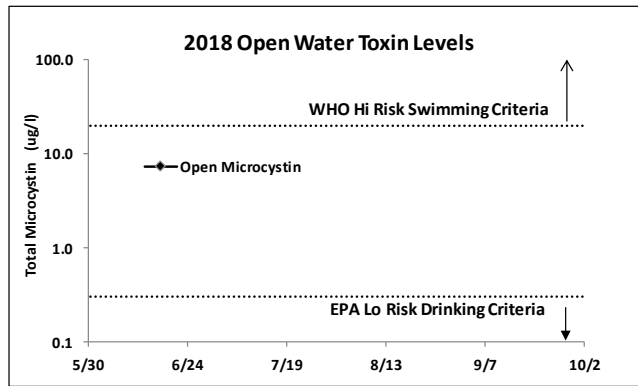 2018 Open Water Toxin Levels
100.0
WHO Hi Risk Swimming Criteria
10.0
Open Microcystin
Total Microcystin (ug/l)
1.0
EPA Lo Risk Drinking Criteria
0.1
5/30 6/24 7/19 8/13 9/7 10/2